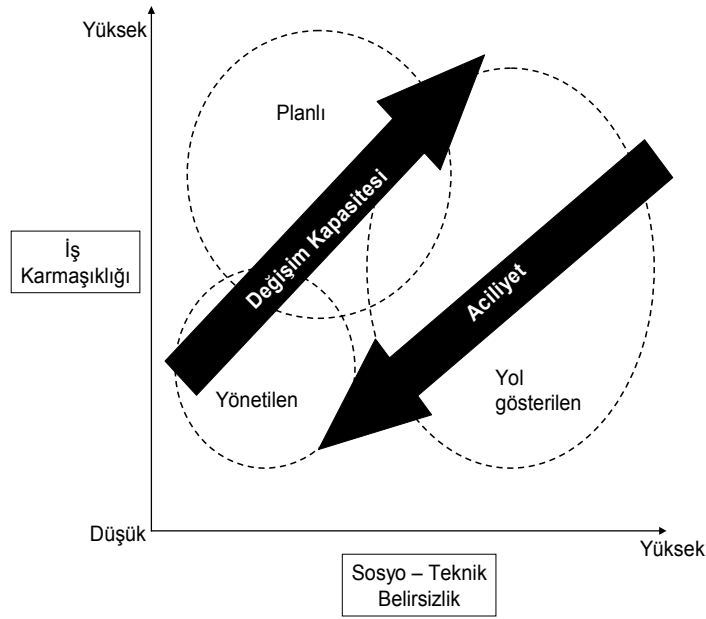 Yüksek
Planlı
Değişim Kapasitesi
İş
Karmaşıklığı
Aciliyet
Yönetilen
Yol
gösterilen
Düşük
Yüksek
Sosyo – Teknik
Belirsizlik